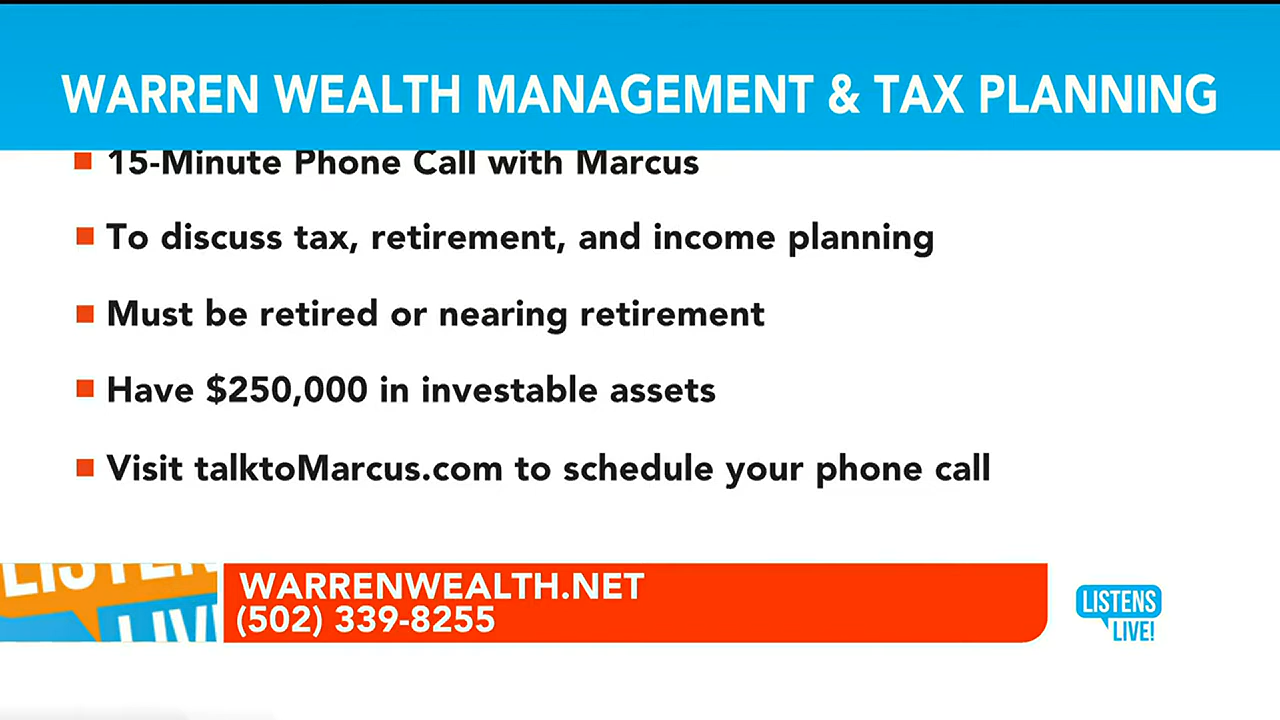 WARREN WEALTH MANAGEMENT & TAX PLANNING
15-Minute Phone Call with Marcus
To discuss tax, retirement, and income planning
Must be retired or nearing retirement
Have $250,000 in investable assets
Visit talktoMarcus.com to schedule your phone call
LISTEN
LIVE
WARRENWEALTH.NET
(502) 339-8255
LISTENS
LIVE!